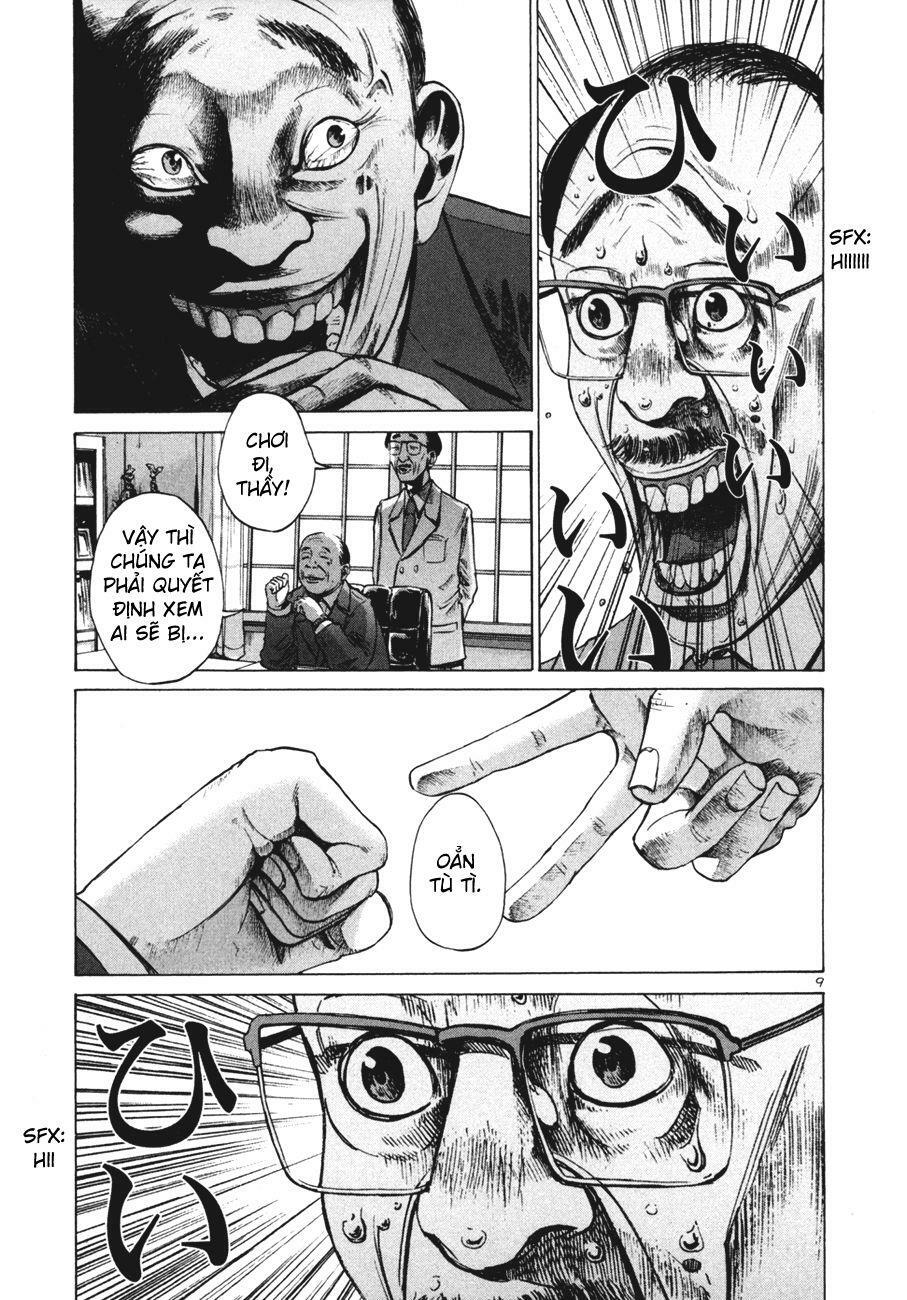 ひいいいいいい
SFX:
HIIIIII
CHƠI
ĐI,
THẦY!
VẬY THÌ
CHÚNG TA
PHẢI QUYẾT
ĐỊNH XEM
AI SẼ BỊ...
OẲN
TÙ TÌ.
9
ひい
SFX:
HII